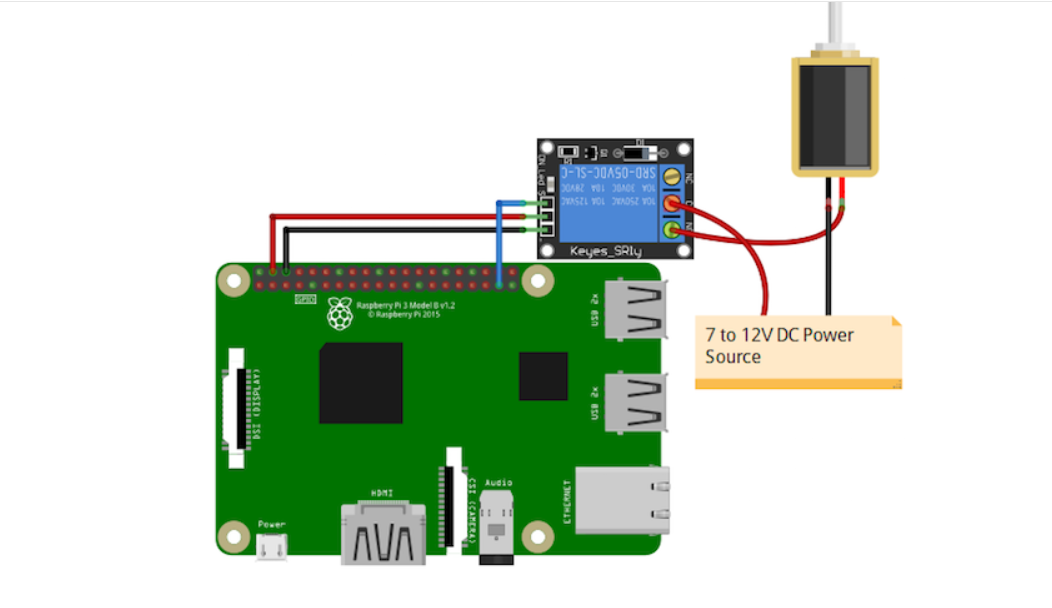 Keyes_SRly
SRD-05VDC-SL-C
10A 30VDC 10A 28VDC
10A 250VAC 10A 125VAC
NC
7 to 12V DC Power
Source
GPIO
Raspberry Pi 3 Model B v1.2
© Raspberry Pi 2015
USB 2x
USB 2x
DSI (DISPLAY)
HDMI
CSI (CAMERA)
Audio
ETHERNET
Power